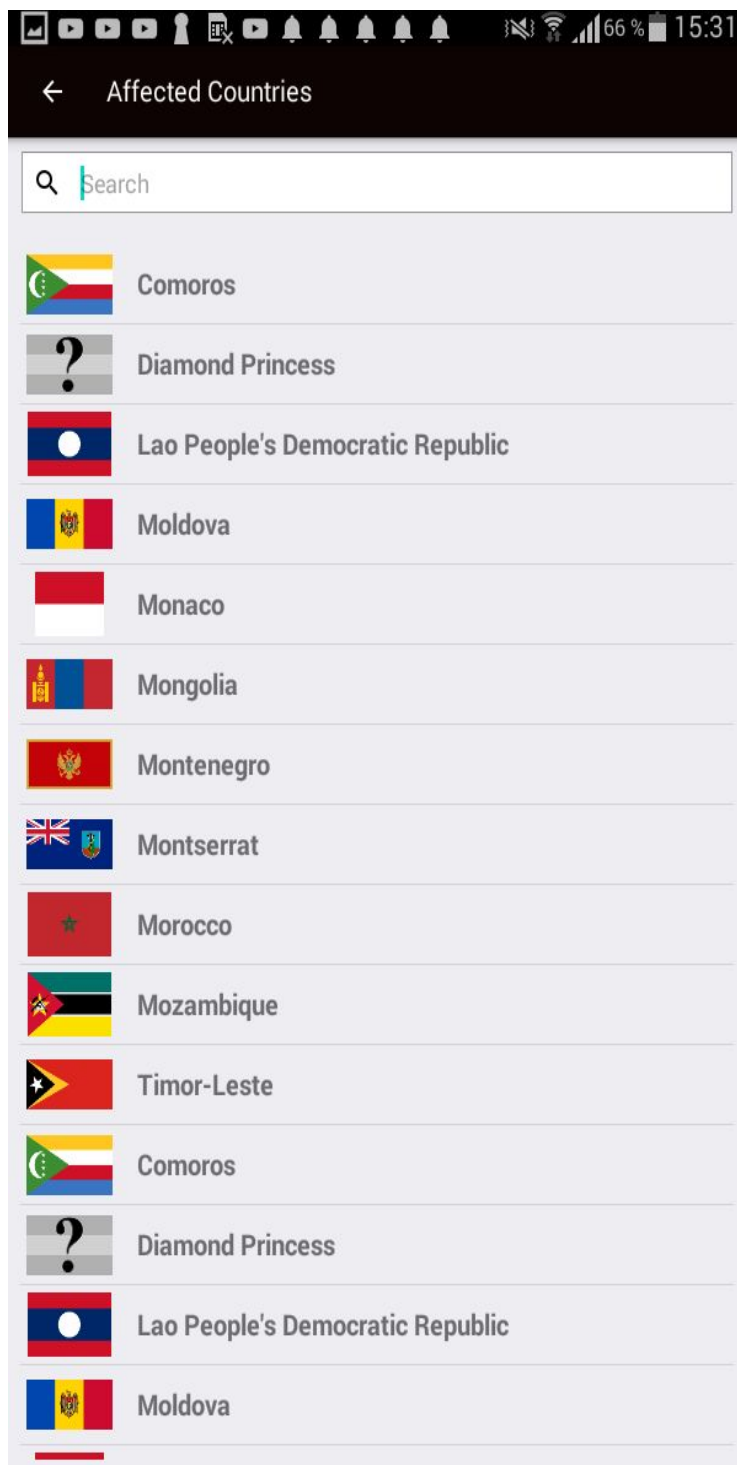 66 % 15:31
Affected Countries
Search
Comoros
? Diamond Princess
Lao People's Democratic Republic
Moldova
Monaco
Mongolia
Montenegro
Montserrat
Morocco
Mozambique
Timor-Leste
Comoros
? Diamond Princess
Lao People's Democratic Republic
Moldova